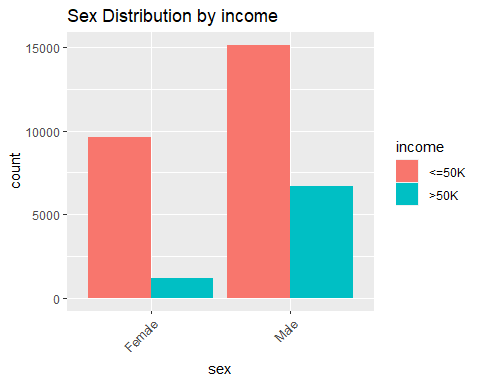 Sex Distribution by income
15000
10000
5000
0
count
Female
Male
sex
income
<=50K
>50K